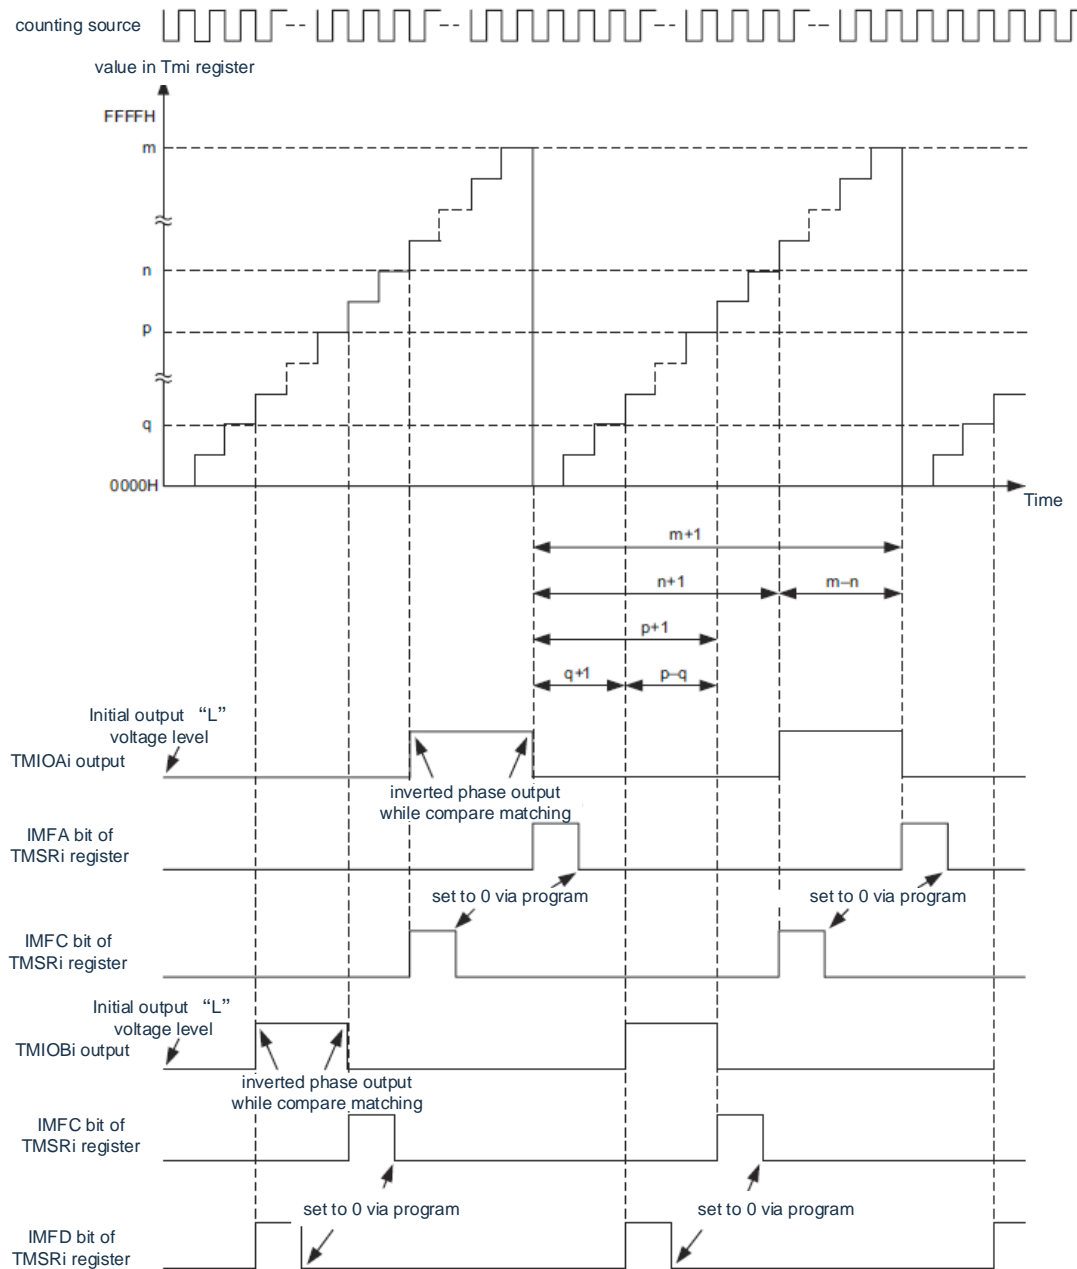 counting source
value in Tmi register
FFFFH
m
n
p
q
0000H
Time
m+1
n+1
m–n
p+1
q+1
p–q
Initial output “L”
voltage level
TMIOAi output
inverted phase output
while compare matching
IMFA bit of
TMSRi register
set to 0 via program
set to 0 via program
IMFC bit of
TMSRi register
Initial output “L”
voltage level
TMIOBi output
inverted phase output
while compare matching
IMFC bit of
TMSRi register
set to 0 via program
set to 0 via program
IMFD bit of
TMSRi register